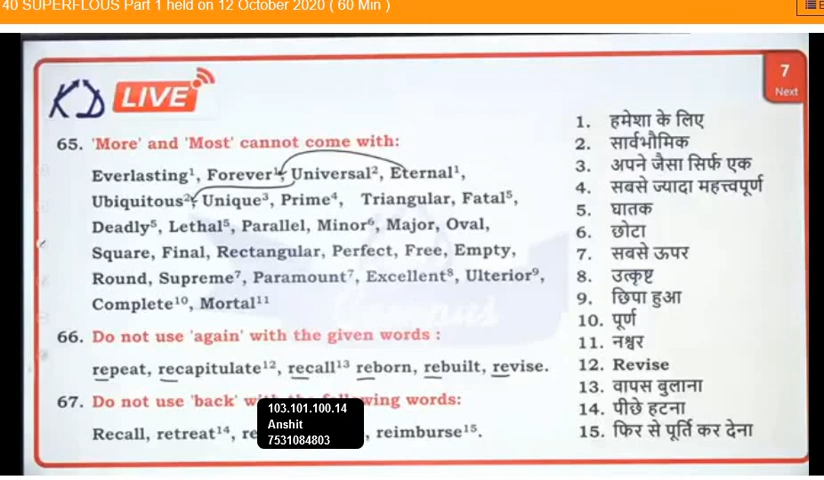 40 SUPERFLOUS Part 1 held on 12 October 2020 ( 60 Min )
KD LIVE
7
Next
65. 'More' and 'Most' cannot come with:
Everlasting¹, Forever¹, Universal², Eternal¹,
Ubiquitous², Unique³, Prime⁴, Triangular, Fatal⁵,
Deadly⁵, Lethal⁵, Parallel, Minor⁶, Major, Oval,
Square, Final, Rectangular, Perfect, Free, Empty,
Round, Supreme⁷, Paramount⁷, Excellent⁸, Ulterior⁹,
Complete¹⁰, Mortal¹¹
66. Do not use 'again' with the given words :
repeat, recapitulate¹², recall¹³ reborn, rebuilt, revise.
67. Do not use 'back' wing words:
Recall, retreat¹⁴, re , reimburse¹⁵.
103.101.100.14
Anshit
7531084803
1. हमेशा के लिए
2. सार्वभौमिक
3. अपने जैसा सिर्फ एक
4. सबसे ज्यादा महत्त्वपूर्ण
5. घातक
6. छोटा
7. सबसे ऊपर
8. उत्कृष्ट
9. छिपा हुआ
10. पूर्ण
11. नश्वर
12. Revise
13. वापस बुलाना
14. पीछे हटना
15. फिर से पूर्ति कर देना